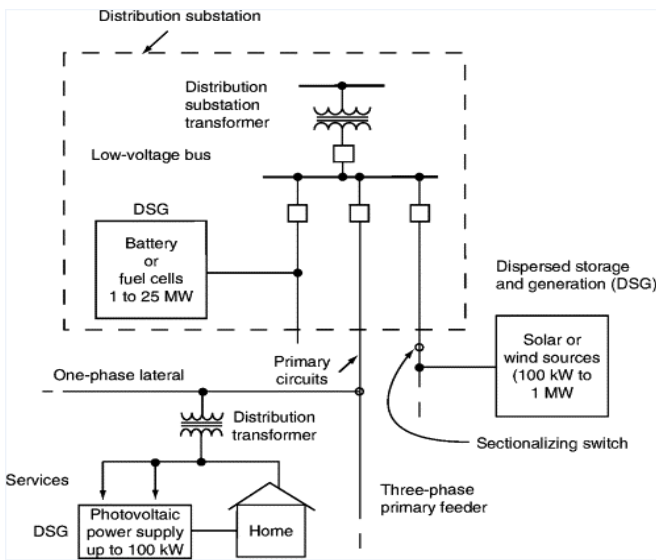 Distribution substation
Distribution
substation
transformer
Low-voltage bus
DSG
Battery
or
fuel cells
1 to 25 MW
Dispersed storage
and generation (DSG)
Solar or
wind sources
(100 kW to
1 MW
Primary
circuits
One-phase lateral
Distribution
transformer
Sectionalizing switch
Services
Three-phase
primary feeder
DSG
Photovoltaic
power supply
up to 100 kW
Home